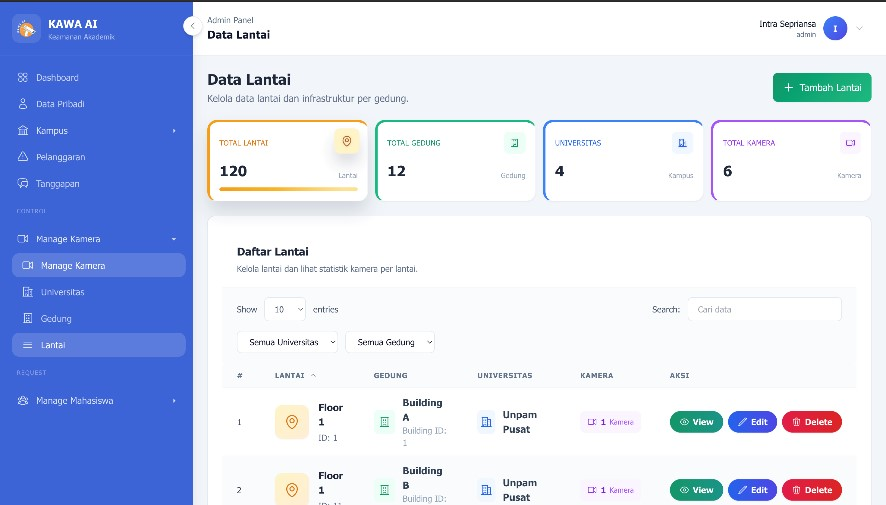 KAWA AI
Keamanan Akademik
Dashboard
Data Pribadi
Kampus
Pelanggaran
Tanggapan
CONTROL
Manage Kamera
Manage Kamera
Universitas
Gedung
Lantai
REQUEST
Manage Mahasiswa
Admin Panel
Data Lantai
Intra Sepriansa
admin
I
Data Lantai
Kelola data lantai dan infrastruktur per gedung.
+ Tambah Lantai
TOTAL LANTAI
120
Lantai
TOTAL GEDUNG
12
Gedung
UNIVERSITAS
4
Kampus
TOTAL KAMERA
6
Kamera
Daftar Lantai
Kelola lantai dan lihat statistik kamera per lantai.
Show 10 entries
Search: Cari data
Semua Universitas Semua Gedung
# LANTAI GEDUNG UNIVERSITAS KAMERA AKSI
1
Floor
1
ID: 1
Building
A
Building ID:
1
Unpam
Pusat
1 Kamera
View Edit Delete
2
Floor
1
Building
B
Building ID:
Unpam
Pusat
1 Kamera
View Edit Delete